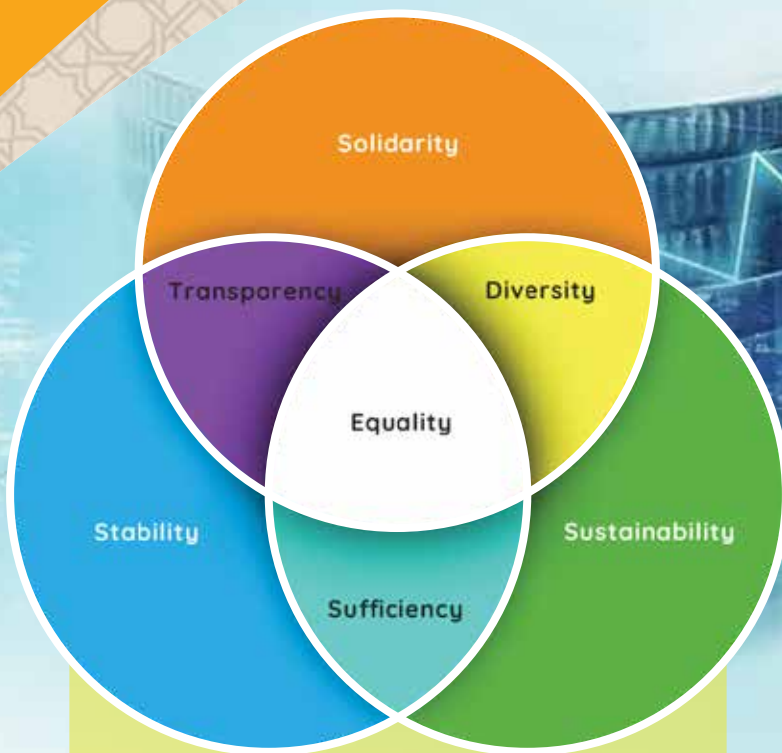 Solidarity
Transparency
Diversity
Equality
Stability
Sustainability
Sufficiency